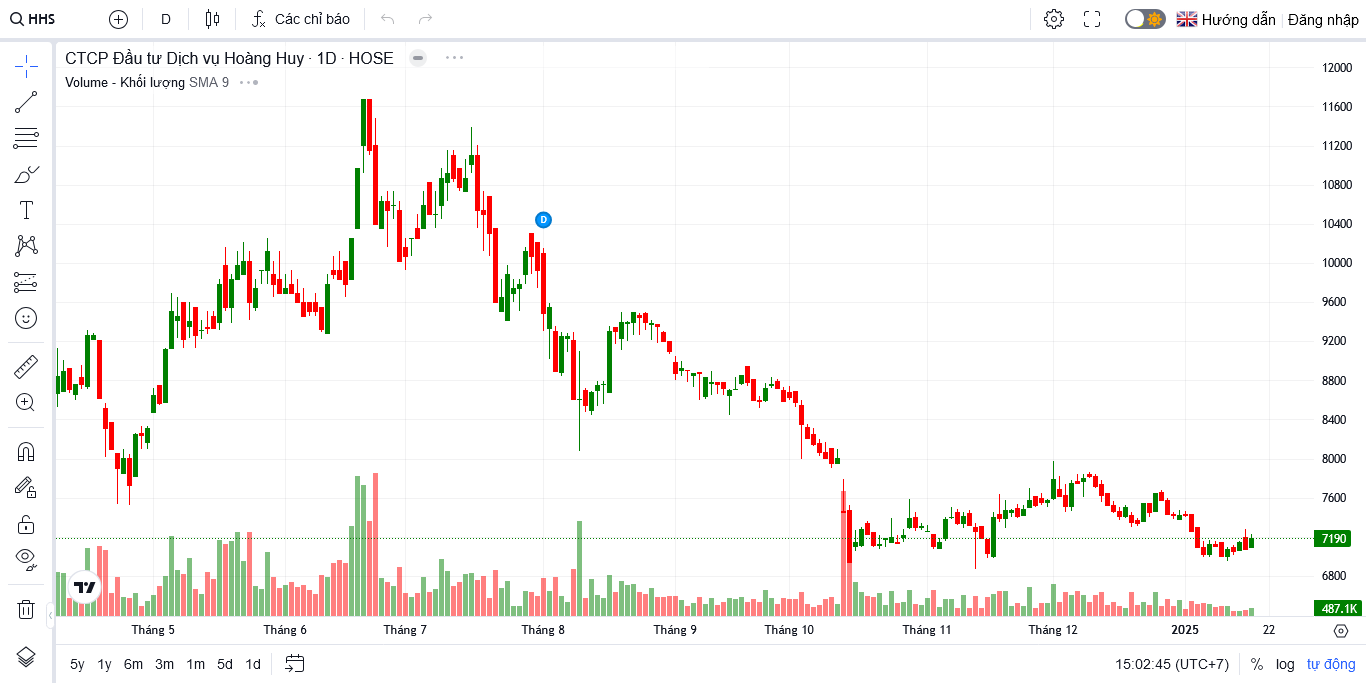 HHS D Các chỉ báo Hướng dẫn Đăng nhập
CTCP Đầu tư Dịch vụ Hoàng Huy · 1D · HOSE
Volume - Khối lượng SMA 9
12000
11600
11200
10800
10400
D
10000
9600
9200
8800
8400
8000
7600
7190
6800
487.1K
Tháng 5 Tháng 6 Tháng 7 Tháng 8 Tháng 9 Tháng 10 Tháng 11 Tháng 12 2025 22
5y 1y 6m 3m 1m 5d 1d 15:02:45 (UTC+7) % log tự động